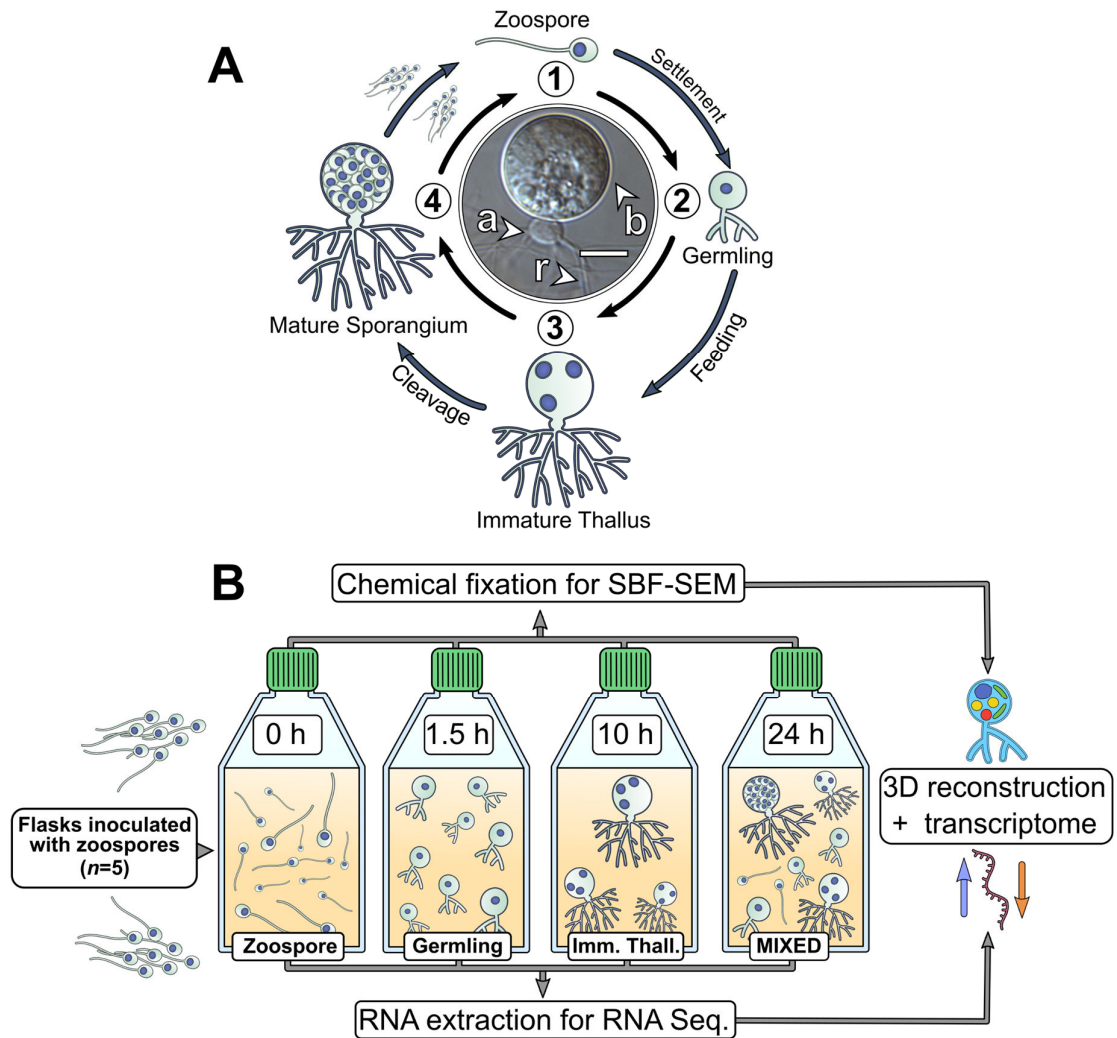 A
Zoospore
1
Settlement
2
Germling
Feeding
3
Immature Thallus
Cleavage
4
Mature Sporangium
a
b
r
B
Chemical fixation for SBF-SEM
0 h
1.5 h
10 h
24 h
Flasks inoculated
with zoospores
(n=5)
Zoospore
Germling
Imm. Thall.
MIXED
3D reconstruction
+ transcriptome
RNA extraction for RNA Seq.